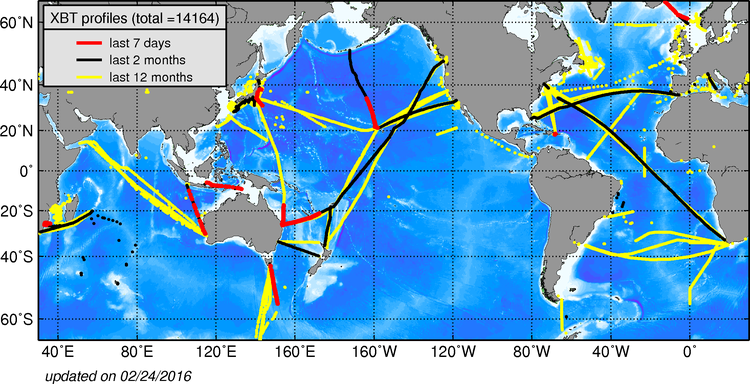 XBT profiles (total =14164)
last 7 days
last 2 months
last 12 months
60°N
40°N
20°N
0°
20°S
40°S
60°S
40°E 80°E 120°E 160°E 160°W 120°W 80°W 40°W 0°
updated on 02/24/2016